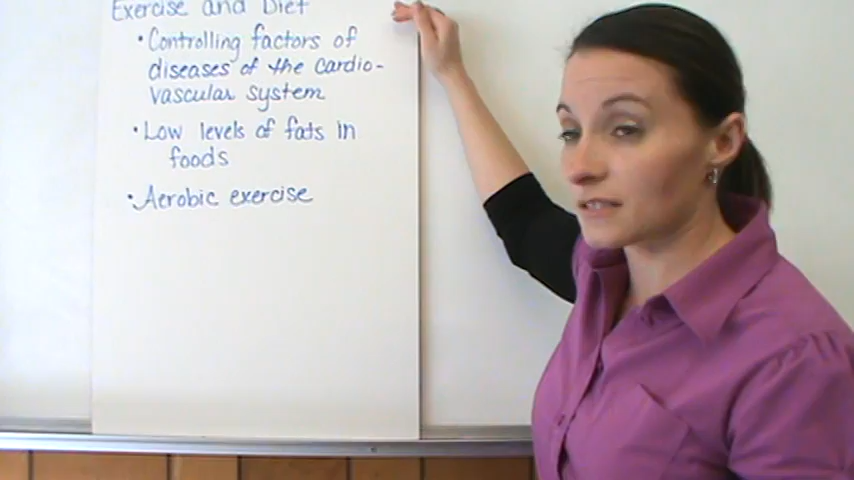 Exercise and Diet
• Controlling factors of
diseases of the cardio-
vascular system
• Low levels of fats in
foods
• Aerobic exercise